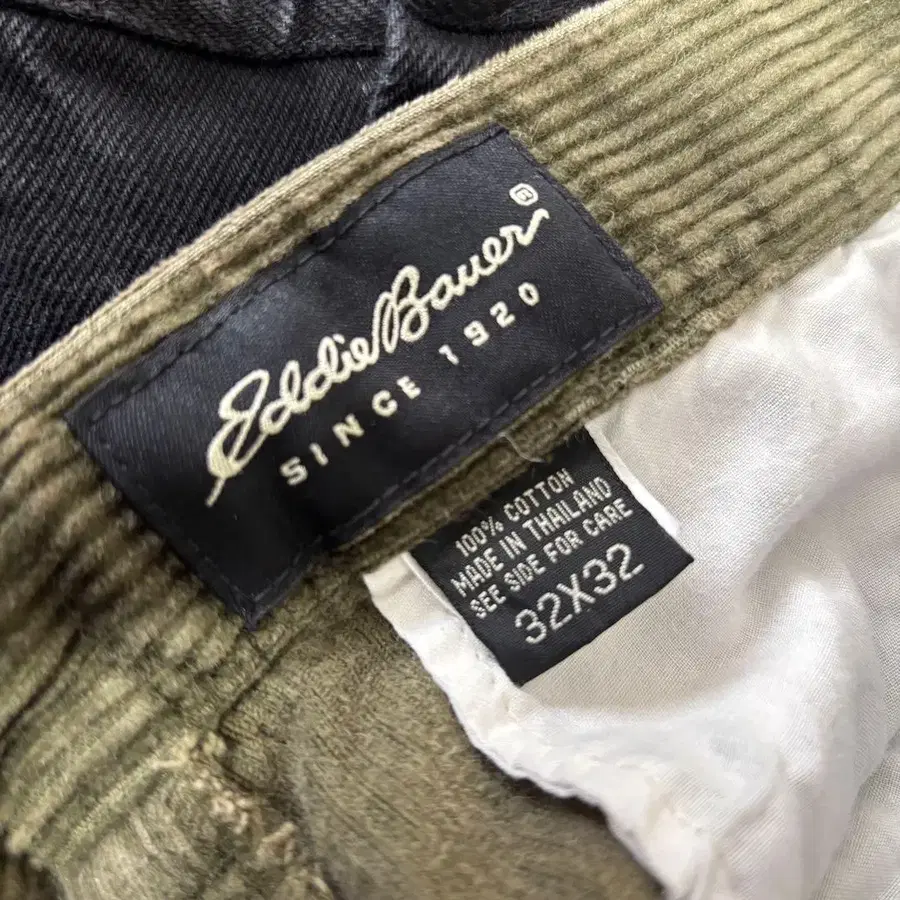 Eddie Bauer®
SINCE 1920
100% COTTON
MADE IN THAILAND
SEE SIDE FOR CARE
32X32